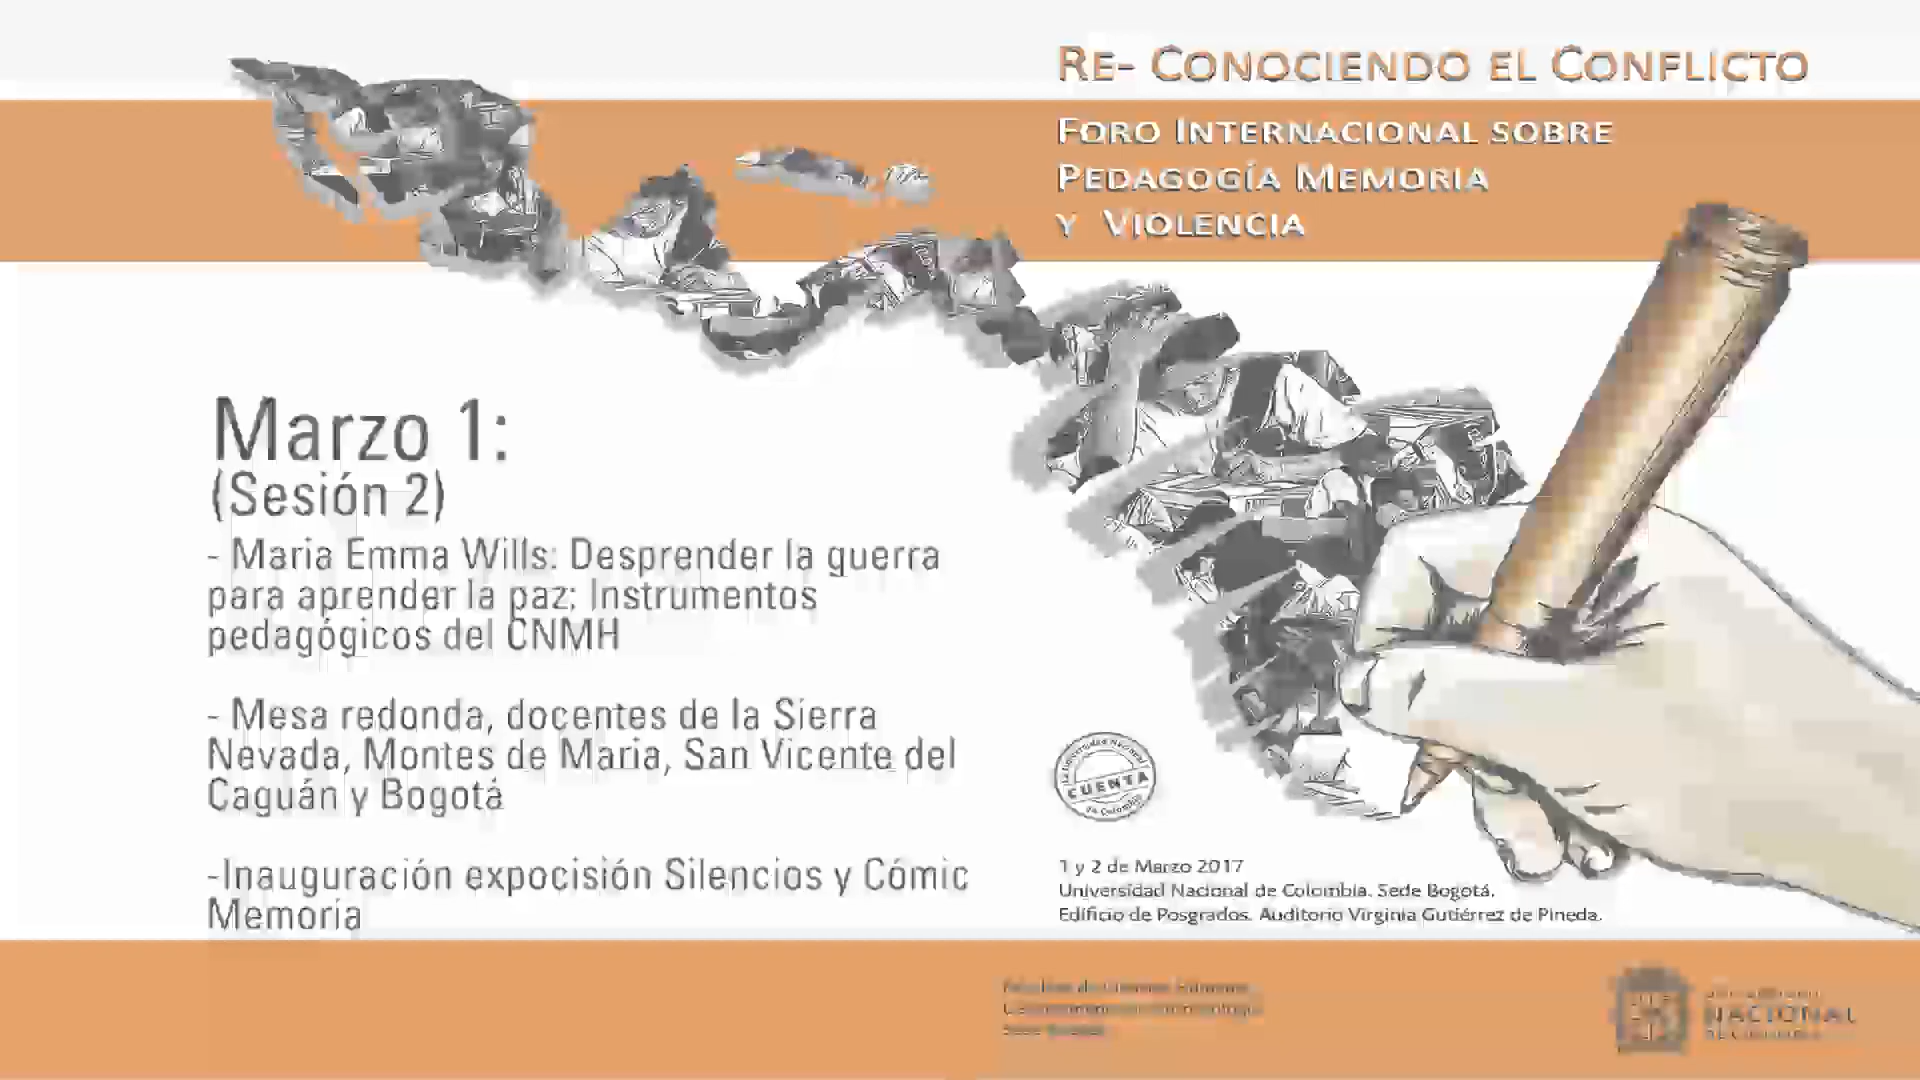 RE- CONOCIENDO EL CONFLICTO
FORO INTERNACIONAL SOBRE
PEDAGOGÍA MEMORIA
Y VIOLENCIA
Marzo 1:
(Sesión 2)
- Maria Emma Wills: Desprender la guerra
para aprender la paz: Instrumentos
pedagógicos del CNMH
- Mesa redonda, docentes de la Sierra
Nevada, Montes de Maria, San Vicente del
Caguán y Bogotá
-Inauguración expocisión Silencios y Cómic
Memoria
CUENTA
de Colombia
1 y 2 de Marzo 2017
Universidad Nacional de Colombia. Sede Bogotá.
Edificio de Posgrados. Auditorio Virginia Gutiérrez de Pineda.
NACIONAL